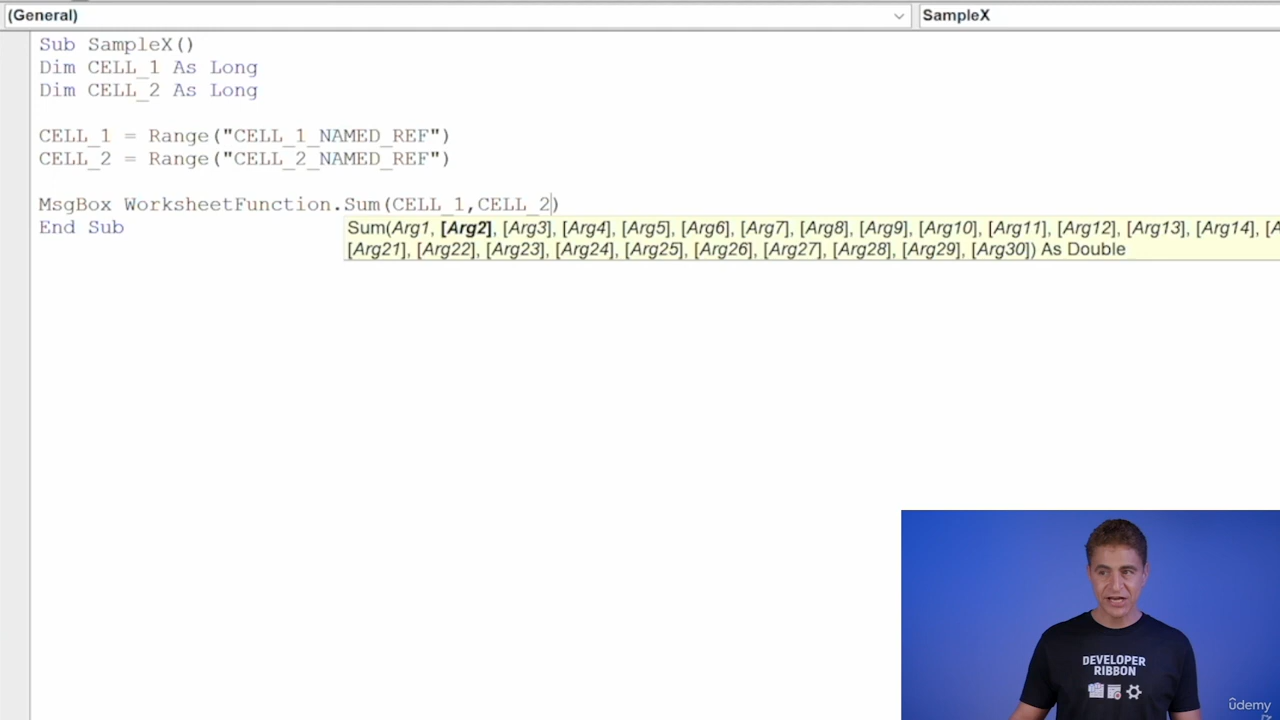 (General)
SampleX
Sub SampleX()
Dim CELL_1 As Long
Dim CELL_2 As Long
CELL_1 = Range("CELL_1_NAMED_REF")
CELL_2 = Range("CELL_2_NAMED_REF")
MsgBox WorksheetFunction.Sum(CELL_1,CELL_2)
End Sub
Sum(Arg1, [Arg2], [Arg3], [Arg4], [Arg5], [Arg6], [Arg7], [Arg8], [Arg9], [Arg10], [Arg11], [Arg12], [Arg13], [Arg14], [A
[Arg21], [Arg22], [Arg23], [Arg24], [Arg25], [Arg26], [Arg27], [Arg28], [Arg29], [Arg30]) As Double
DEVELOPER
RIBBON
ûdemy